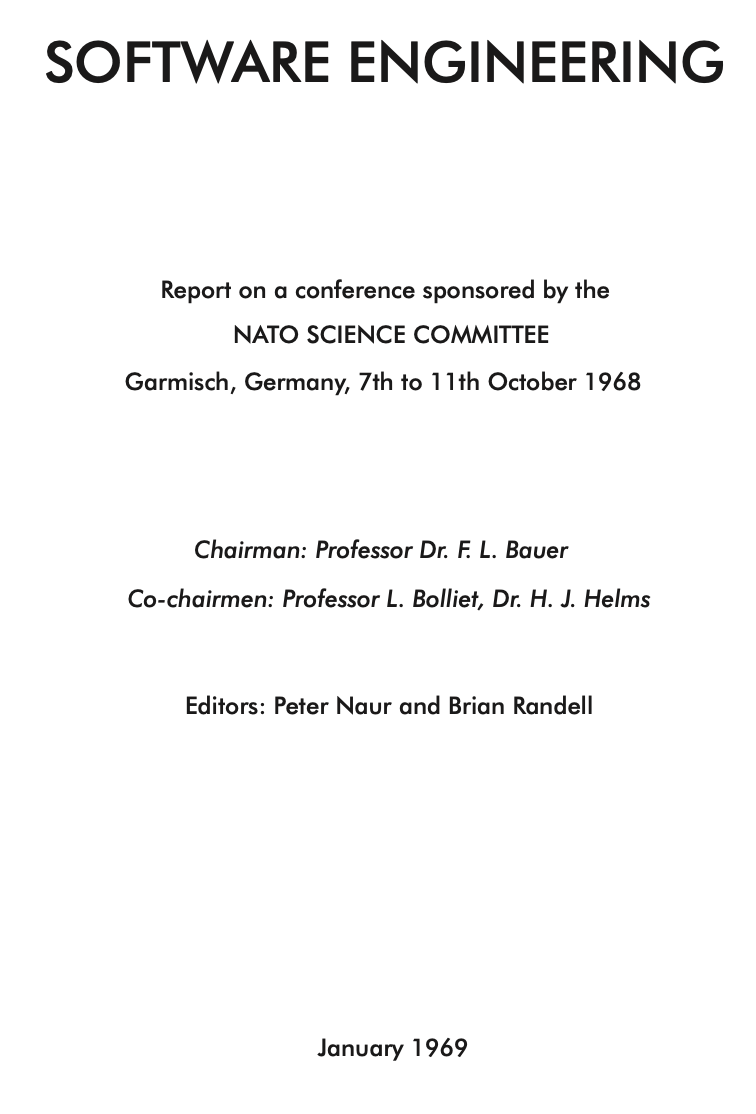 SOFTWARE ENGINEERING
Report on a conference sponsored by the
NATO SCIENCE COMMITTEE
Garmisch, Germany, 7th to 11th October 1968
Chairman: Professor Dr. F. L. Bauer
Co-chairmen: Professor L. Bolliet, Dr. H. J. Helms
Editors: Peter Naur and Brian Randell
January 1969